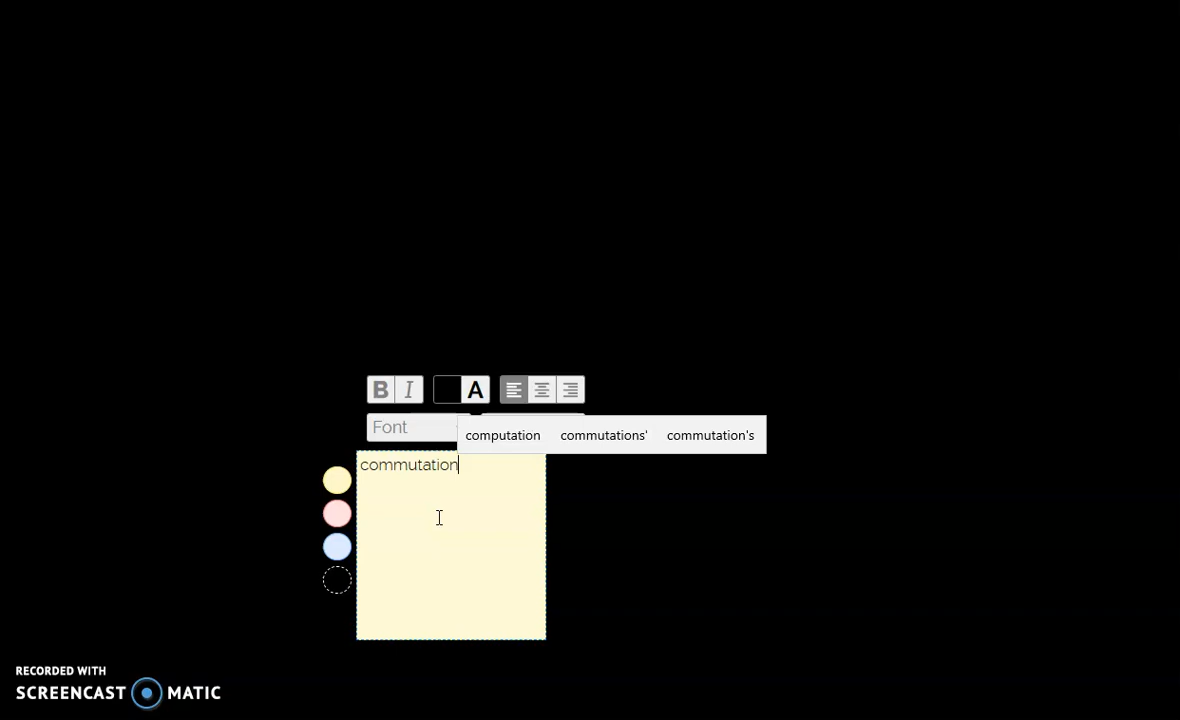 B I A
Font
computation commutations' commutation's
commutation
RECORDED WITH
SCREENCAST MATIC